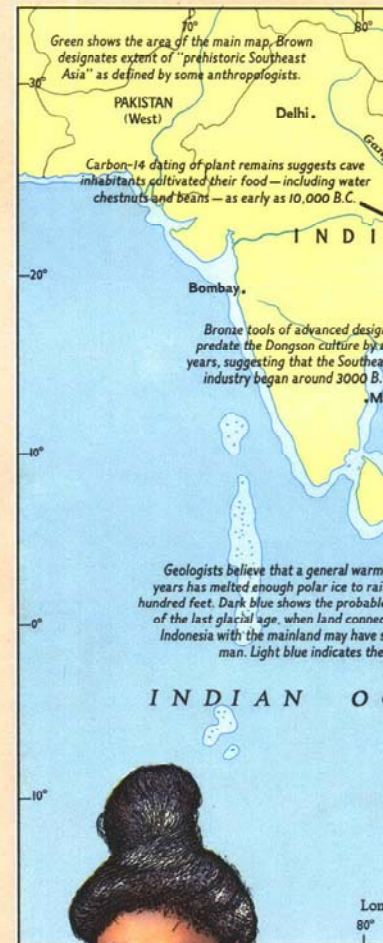 70°
80°
Green shows the area of the main map. Brown
designates extent of "prehistoric Southeast
Asia" as defined by some anthropologists.
30°
PAKISTAN
(West)
Delhi
Carbon-14 dating of plant remains suggests cave
inhabitants cultivated their food—including water
chestnuts and beans—as early as 10,000 B.C.
I N D I
20°
Bombay
Bronze tools of advanced desig
predate the Dongson culture by
years, suggesting that the Southea
industry began around 3000 B.
M
10°
Geologists believe that a general warm
years has melted enough polar ice to rai
hundred feet. Dark blue shows the probable
of the last glacial age, when land connec
Indonesia with the mainland may have s
man. Light blue indicates the
0°
INDIAN OC
10°
Lon
80°